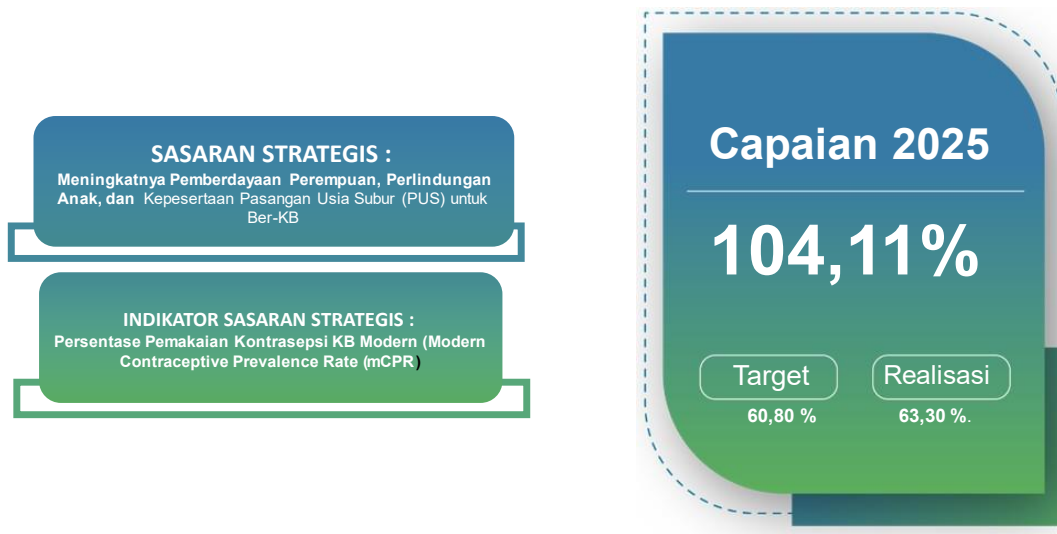 SASARAN STRATEGIS :
Meningkatnya Pemberdayaan Perempuan, Perlindungan
Anak, dan Kepesertaan Pasangan Usia Subur (PUS) untuk
Ber-KB
INDIKATOR SASARAN STRATEGIS :
Persentase Pemakaian Kontrasepsi KB Modern (Modern
Contraceptive Prevalence Rate (mCPR)
Capaian 2025
104,11%
Target
Realisasi
60,80 %
63,30 %.